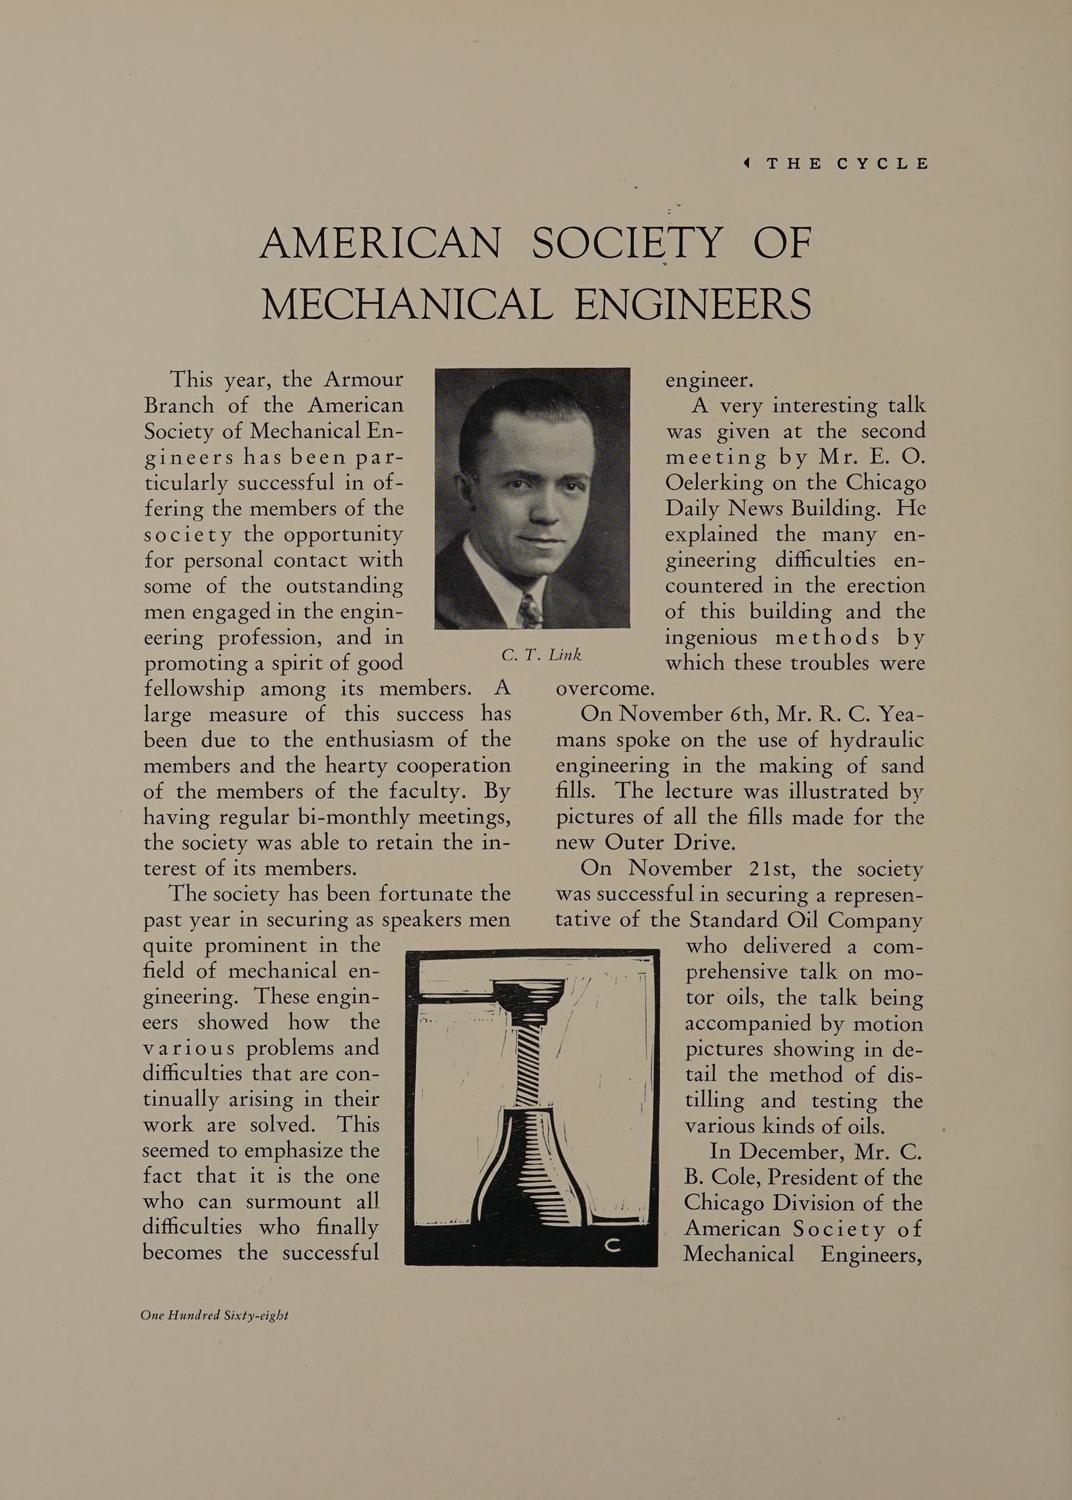 THE CYCLE
AMERICAN SOCIETY OF
MECHANICAL ENGINEERS
This year, the Armour
Branch of the American
Society of Mechanical En-
gineers has been par-
ticularly successful in of-
fering the members of the
society the opportunity
for personal contact with
some of the outstanding
men engaged in the engin-
eering profession, and in
promoting a spirit of good
fellowship among its members. A
large measure of this success has
been due to the enthusiasm of the
members and the hearty cooperation
of the members of the faculty. By
having regular bi-monthly meetings,
the society was able to retain the in-
terest of its members.
The society has been fortunate the
past year in securing as speakers men
quite prominent in the
field of mechanical en-
gineering. These engin-
eers showed how the
various problems and
difficulties that are con-
tinually arising in their
work are solved. This
seemed to emphasize the
fact that it is the one
who can surmount all
difficulties who finally
becomes the successful
C. T. Link
engineer.
A very interesting talk
was given at the second
meeting by Mr. E. O.
Oelerking on the Chicago
Daily News Building. He
explained the many en-
gineering difficulties en-
countered in the erection
of this building and the
ingenious methods by
which these troubles were
overcome.
On November 6th, Mr. R. C. Yea-
mans spoke on the use of hydraulic
engineering in the making of sand
fills. The lecture was illustrated by
pictures of all the fills made for the
new Outer Drive.
On November 21st, the society
was successful in securing a represen-
tative of the Standard Oil Company
who delivered a com-
prehensive talk on mo-
tor oils, the talk being
accompanied by motion
pictures showing in de-
tail the method of dis-
tilling and testing the
various kinds of oils.
In December, Mr. C.
B. Cole, President of the
Chicago Division of the
American Society of
Mechanical Engineers,
C
One Hundred Sixty-eight